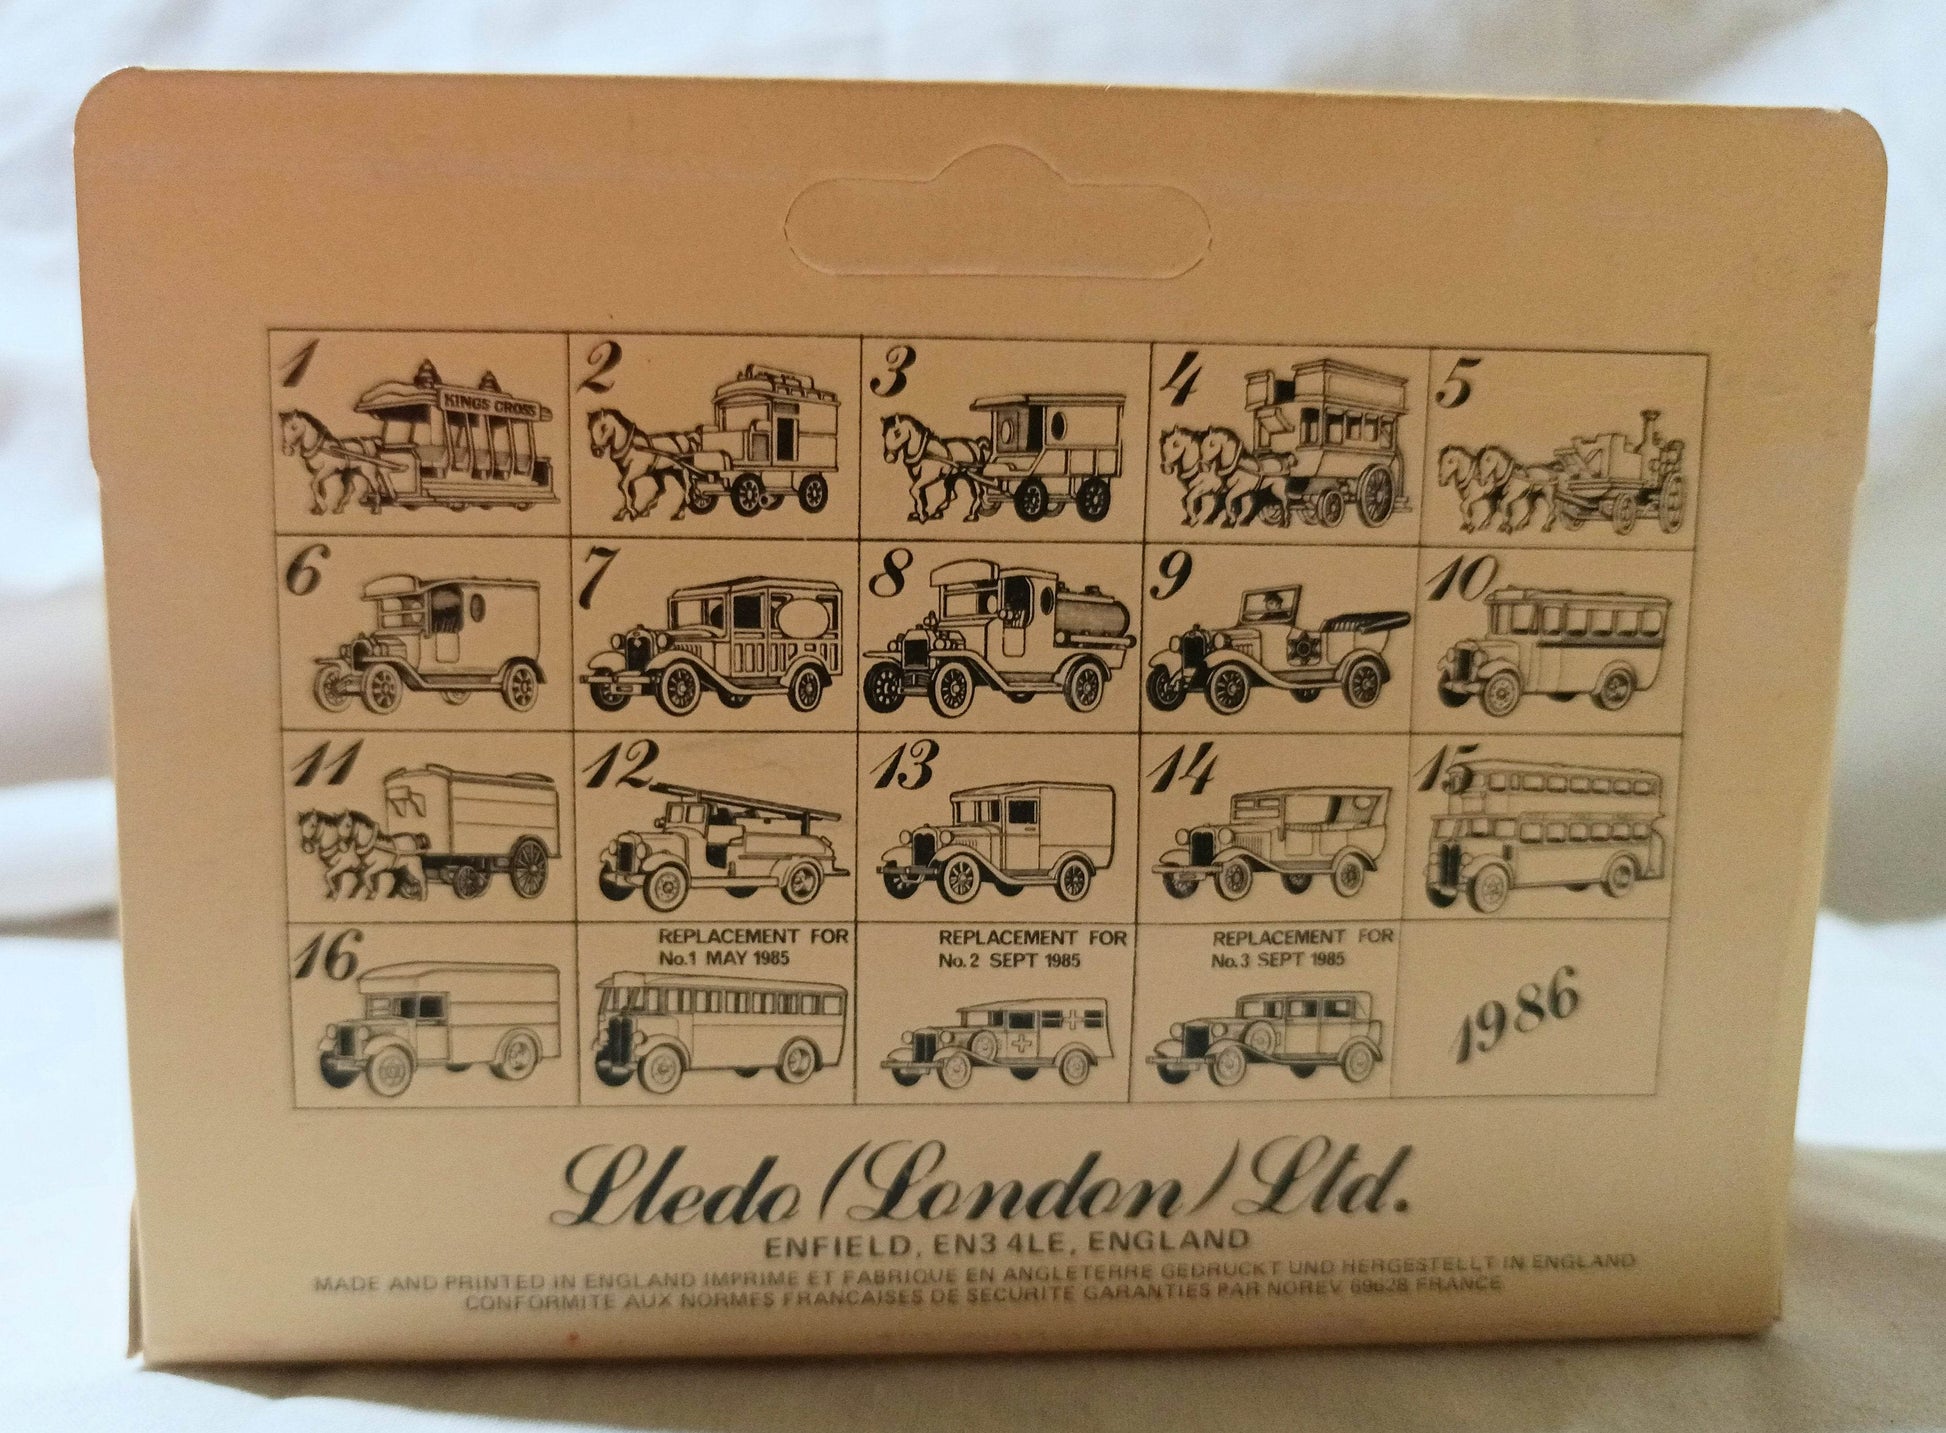 1 2 3 4 5
KINGS CROSS
6 7 8 9 10
11 12 13 14 15
16
REPLACEMENT FOR
No.1 MAY 1985
REPLACEMENT FOR
No.2 SEPT 1985
REPLACEMENT FOR
No.3 SEPT 1985
1986
Lledo (London) Ltd.
ENFIELD, EN3 4LE, ENGLAND
MADE AND PRINTED IN ENGLAND IMPRIME ET FABRIQUE EN ANGLETERRE GEDRUCKT UND HERGESTELLT IN ENGLAND
CONFORMITE AUX NORMES FRANCAISES DE SECURITE GARANTIES PAR NOREV 69628 FRANCE